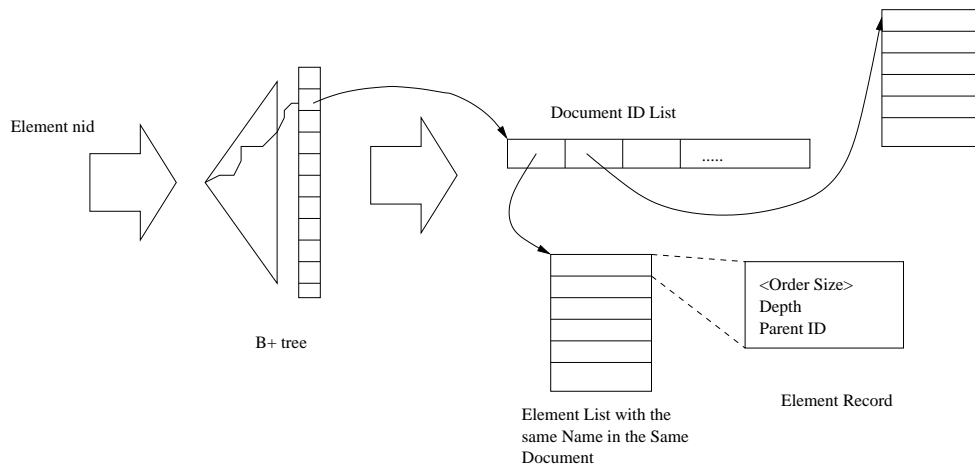 Element nid
Document ID List
.....
<Order Size>
Depth
Parent ID
B+ tree
Element Record
Element List with the
same Name in the Same
Document